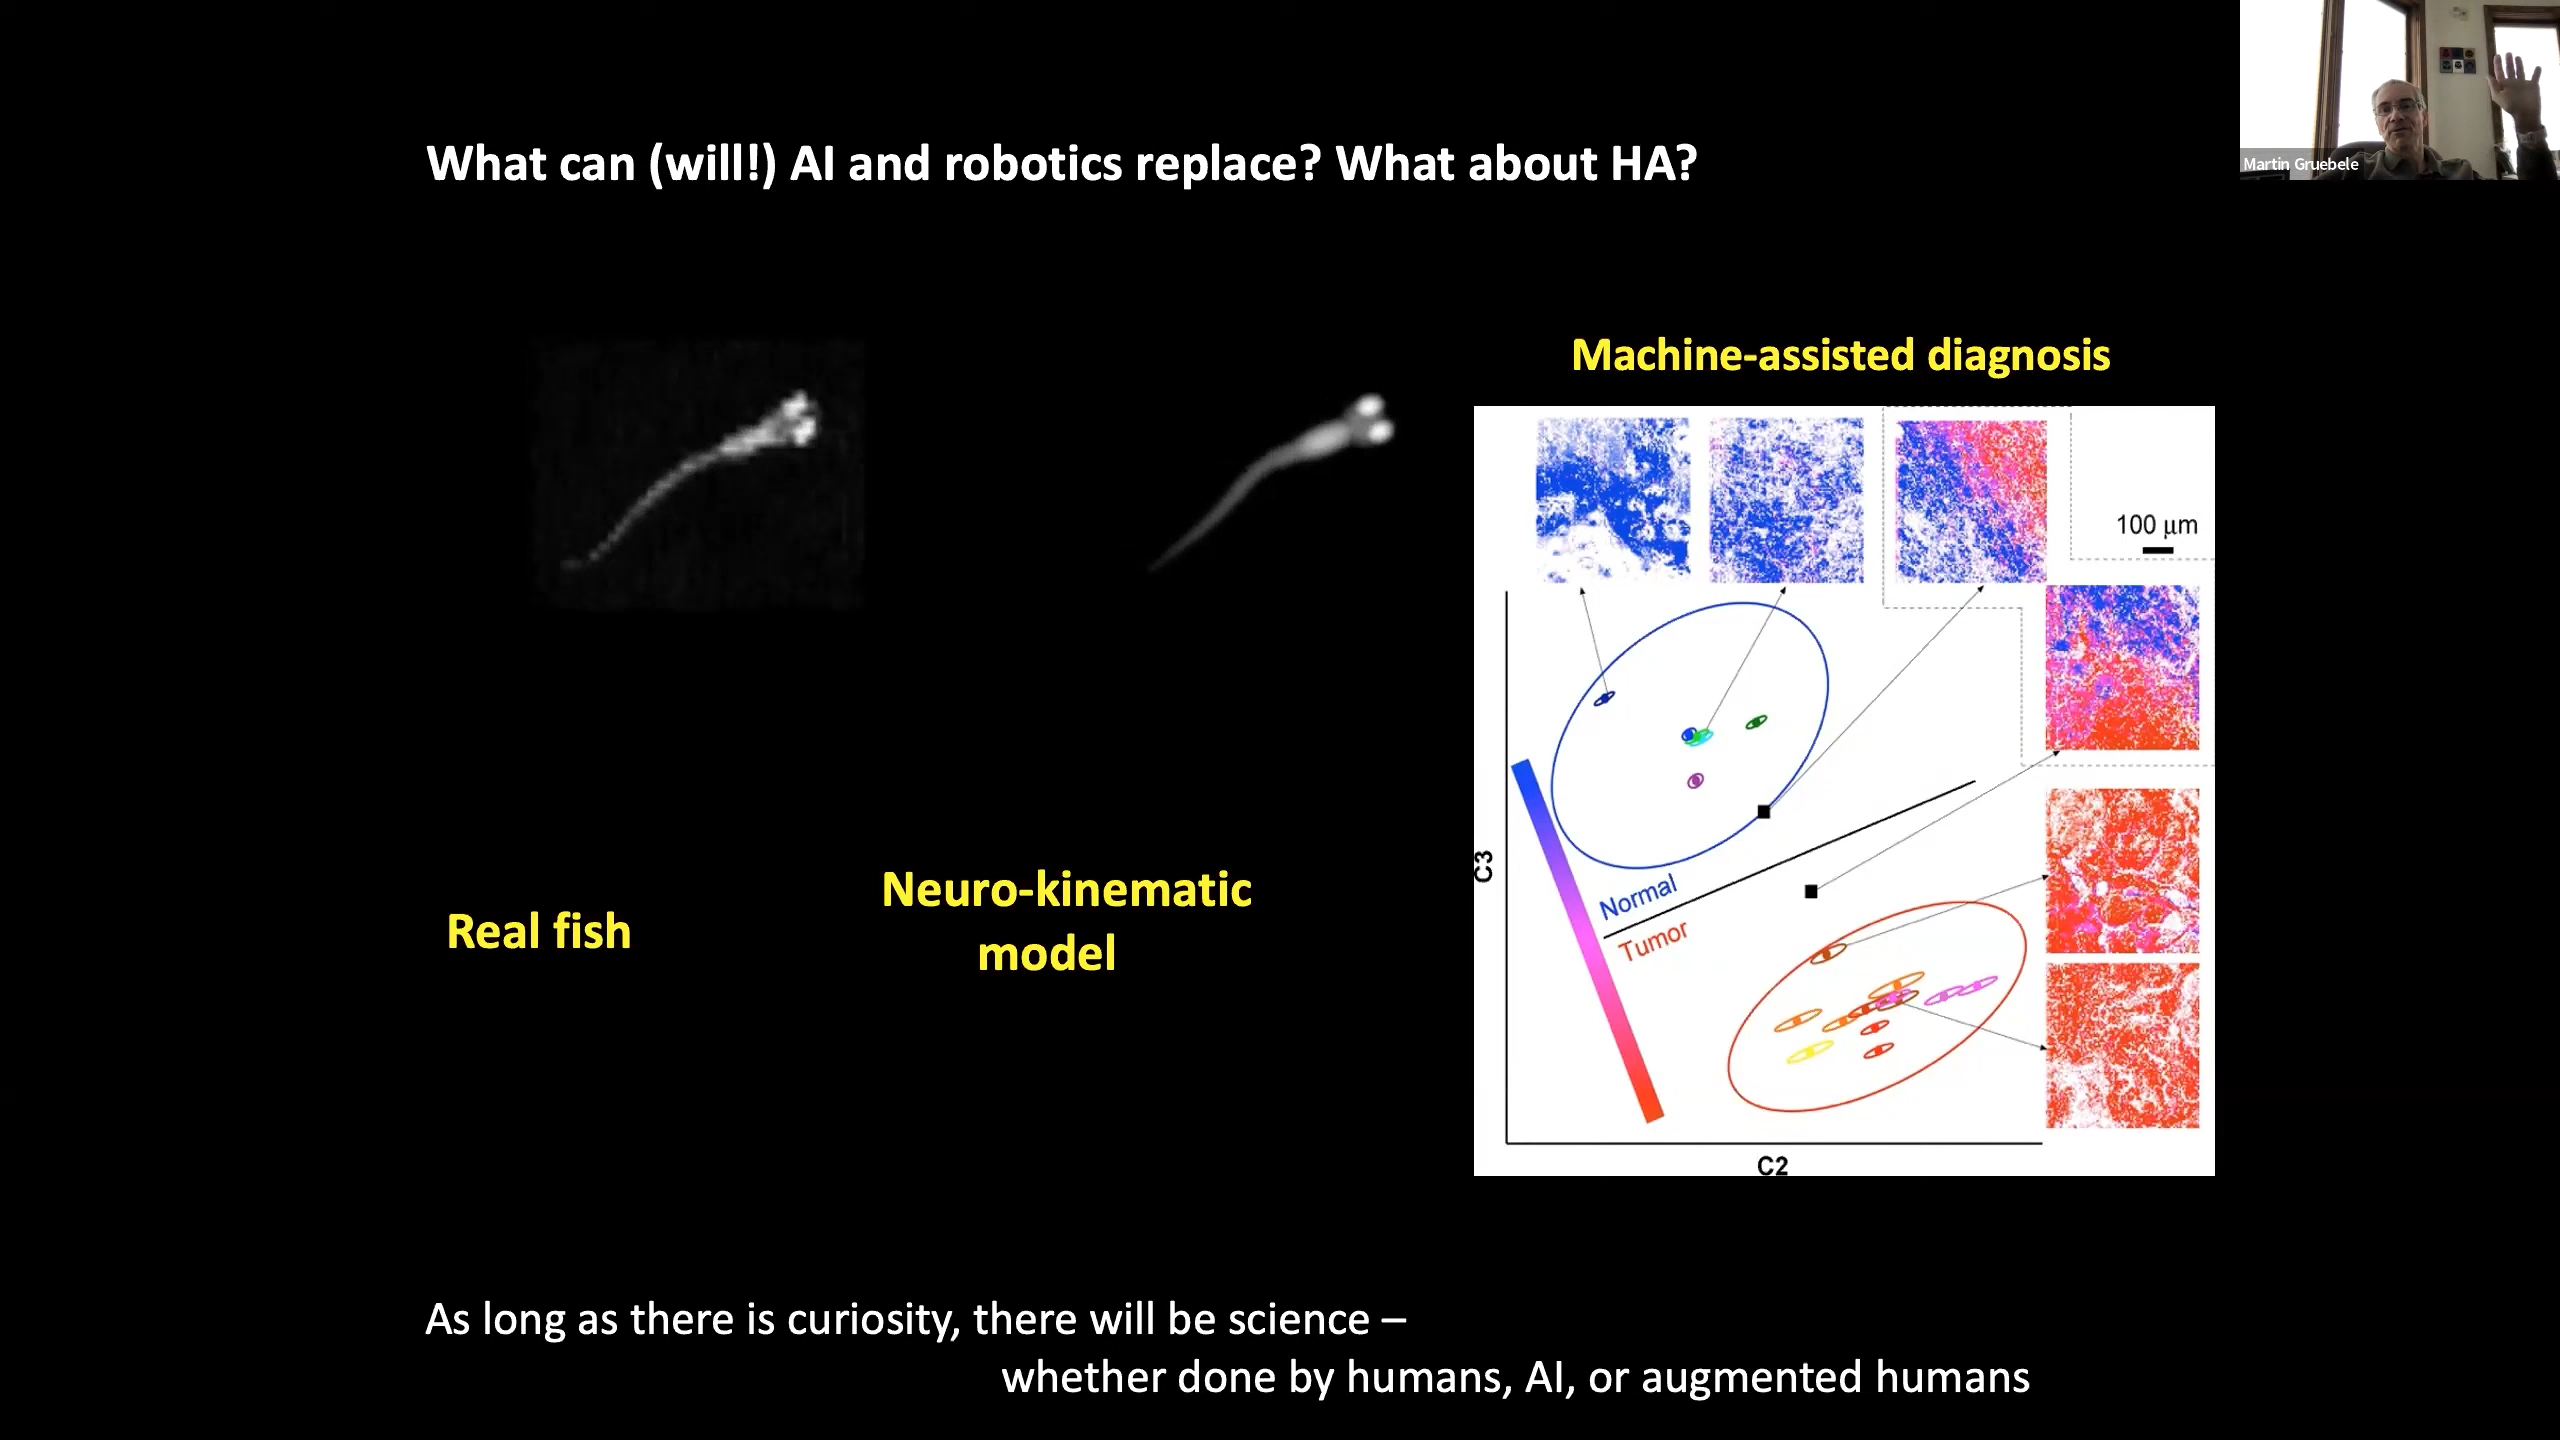 What can (will!) AI and robotics replace? What about HA?
Martin Gruebele
Machine-assisted diagnosis
100 μm
C3
Normal
Tumor
C2
Real fish
Neuro-kinematic
model
As long as there is curiosity, there will be science –
whether done by humans, AI, or augmented humans